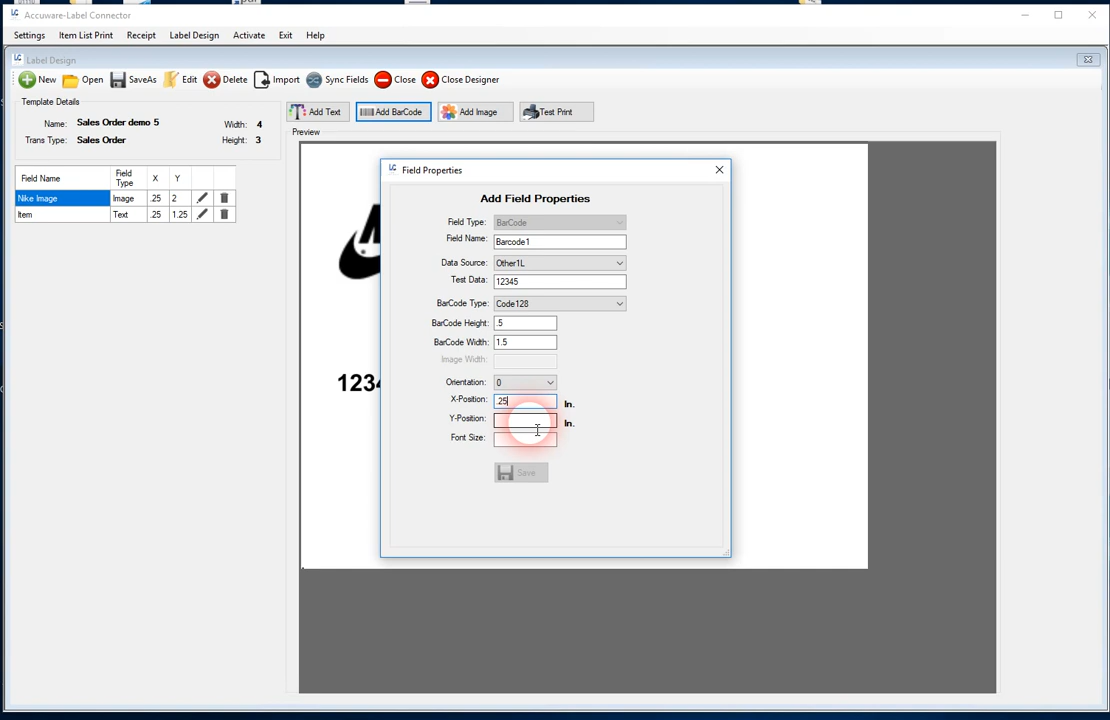 Accuware-Label Connector
Settings Item List Print Receipt Label Design Activate Exit Help
Label Design
New Open SaveAs Edit Delete Import Sync Fields Close Close Designer
Template Details
Name: Sales Order demo 5 Width: 4
Trans Type: Sales Order Height: 3
Add Text Add BarCode Add Image Test Print
Preview
Field Name Field Type X Y
Nike Image Image .25 2
Item Text .25 1.25
1234
Field Properties
Add Field Properties
Field Type: BarCode
Field Name: Barcode1
Data Source: Other1L
Test Data: 12345
BarCode Type: Code128
BarCode Height: .5
BarCode Width: 1.5
Image Width:
Orientation: 0
X-Position: .25 In.
Y-Position: In.
Font Size:
Save